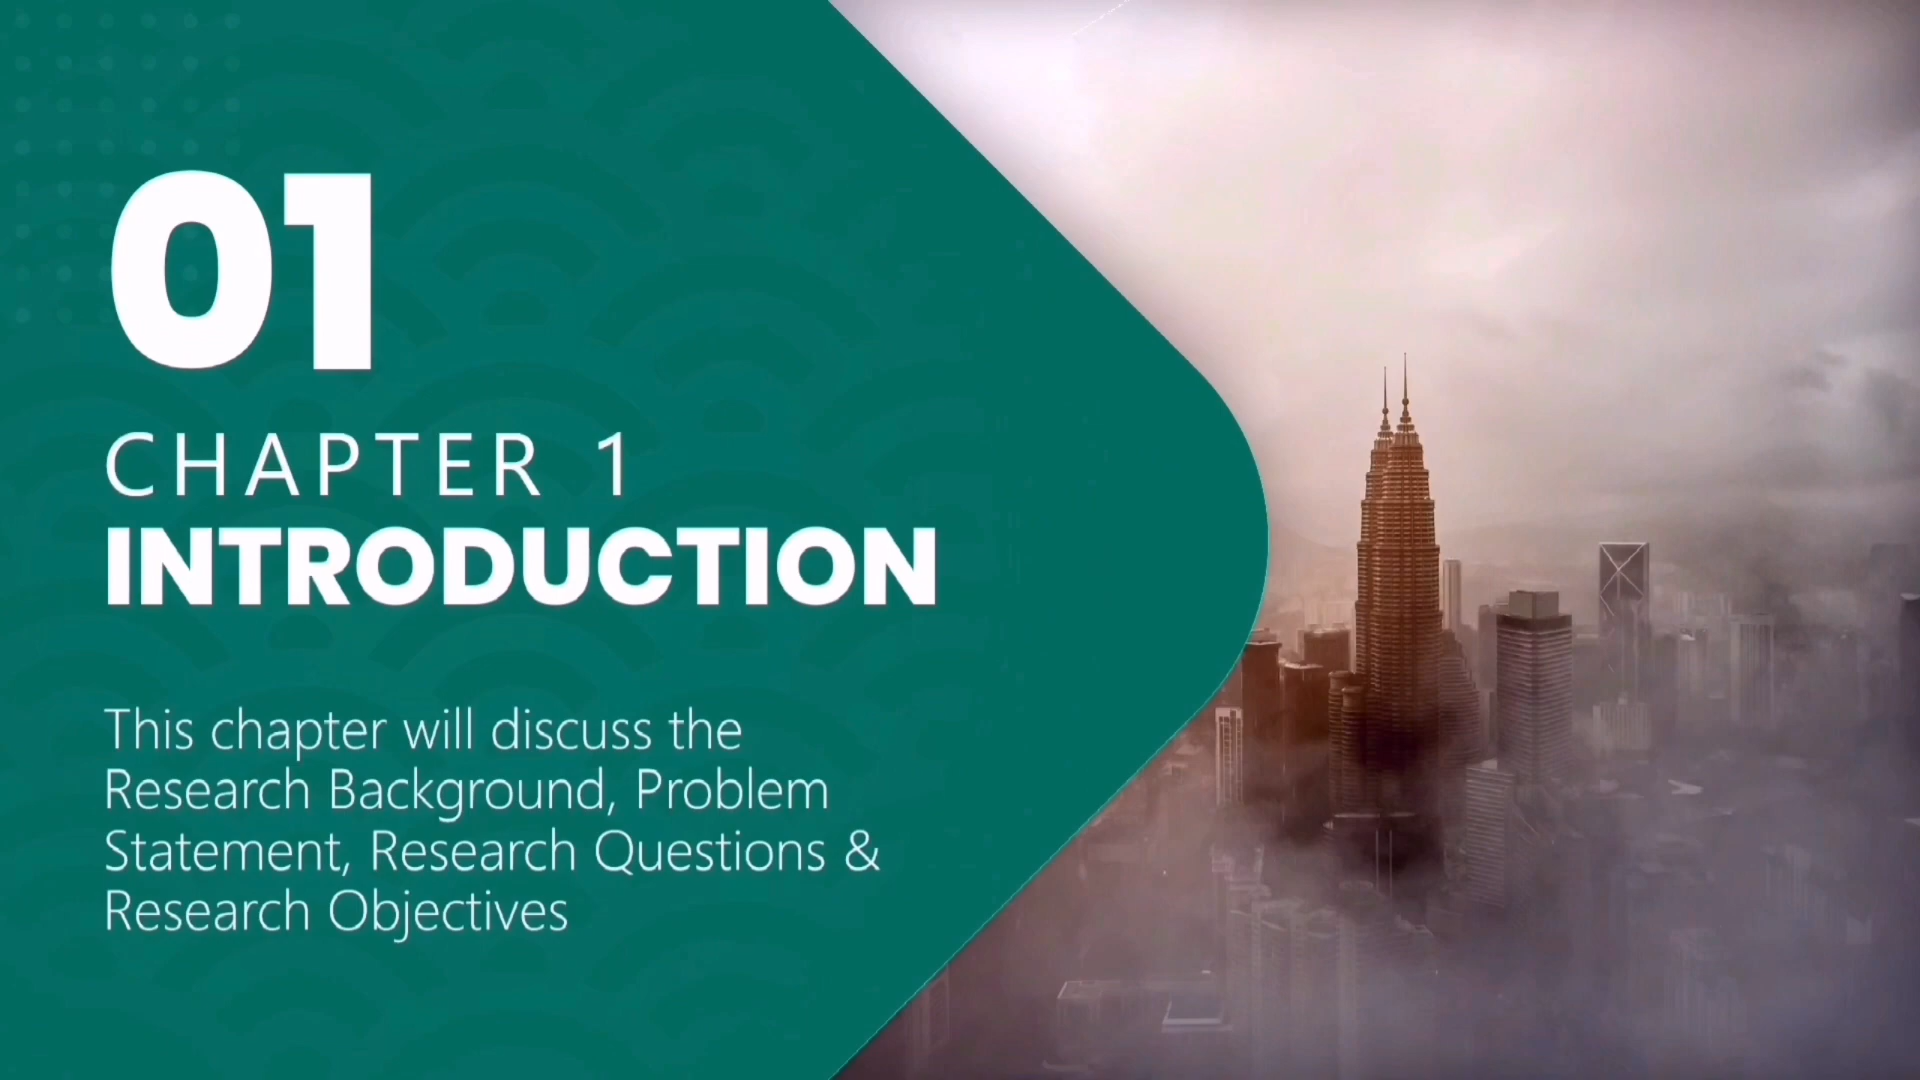 01
CHAPTER 1
INTRODUCTION
This chapter will discuss the
Research Background, Problem
Statement, Research Questions &
Research Objectives